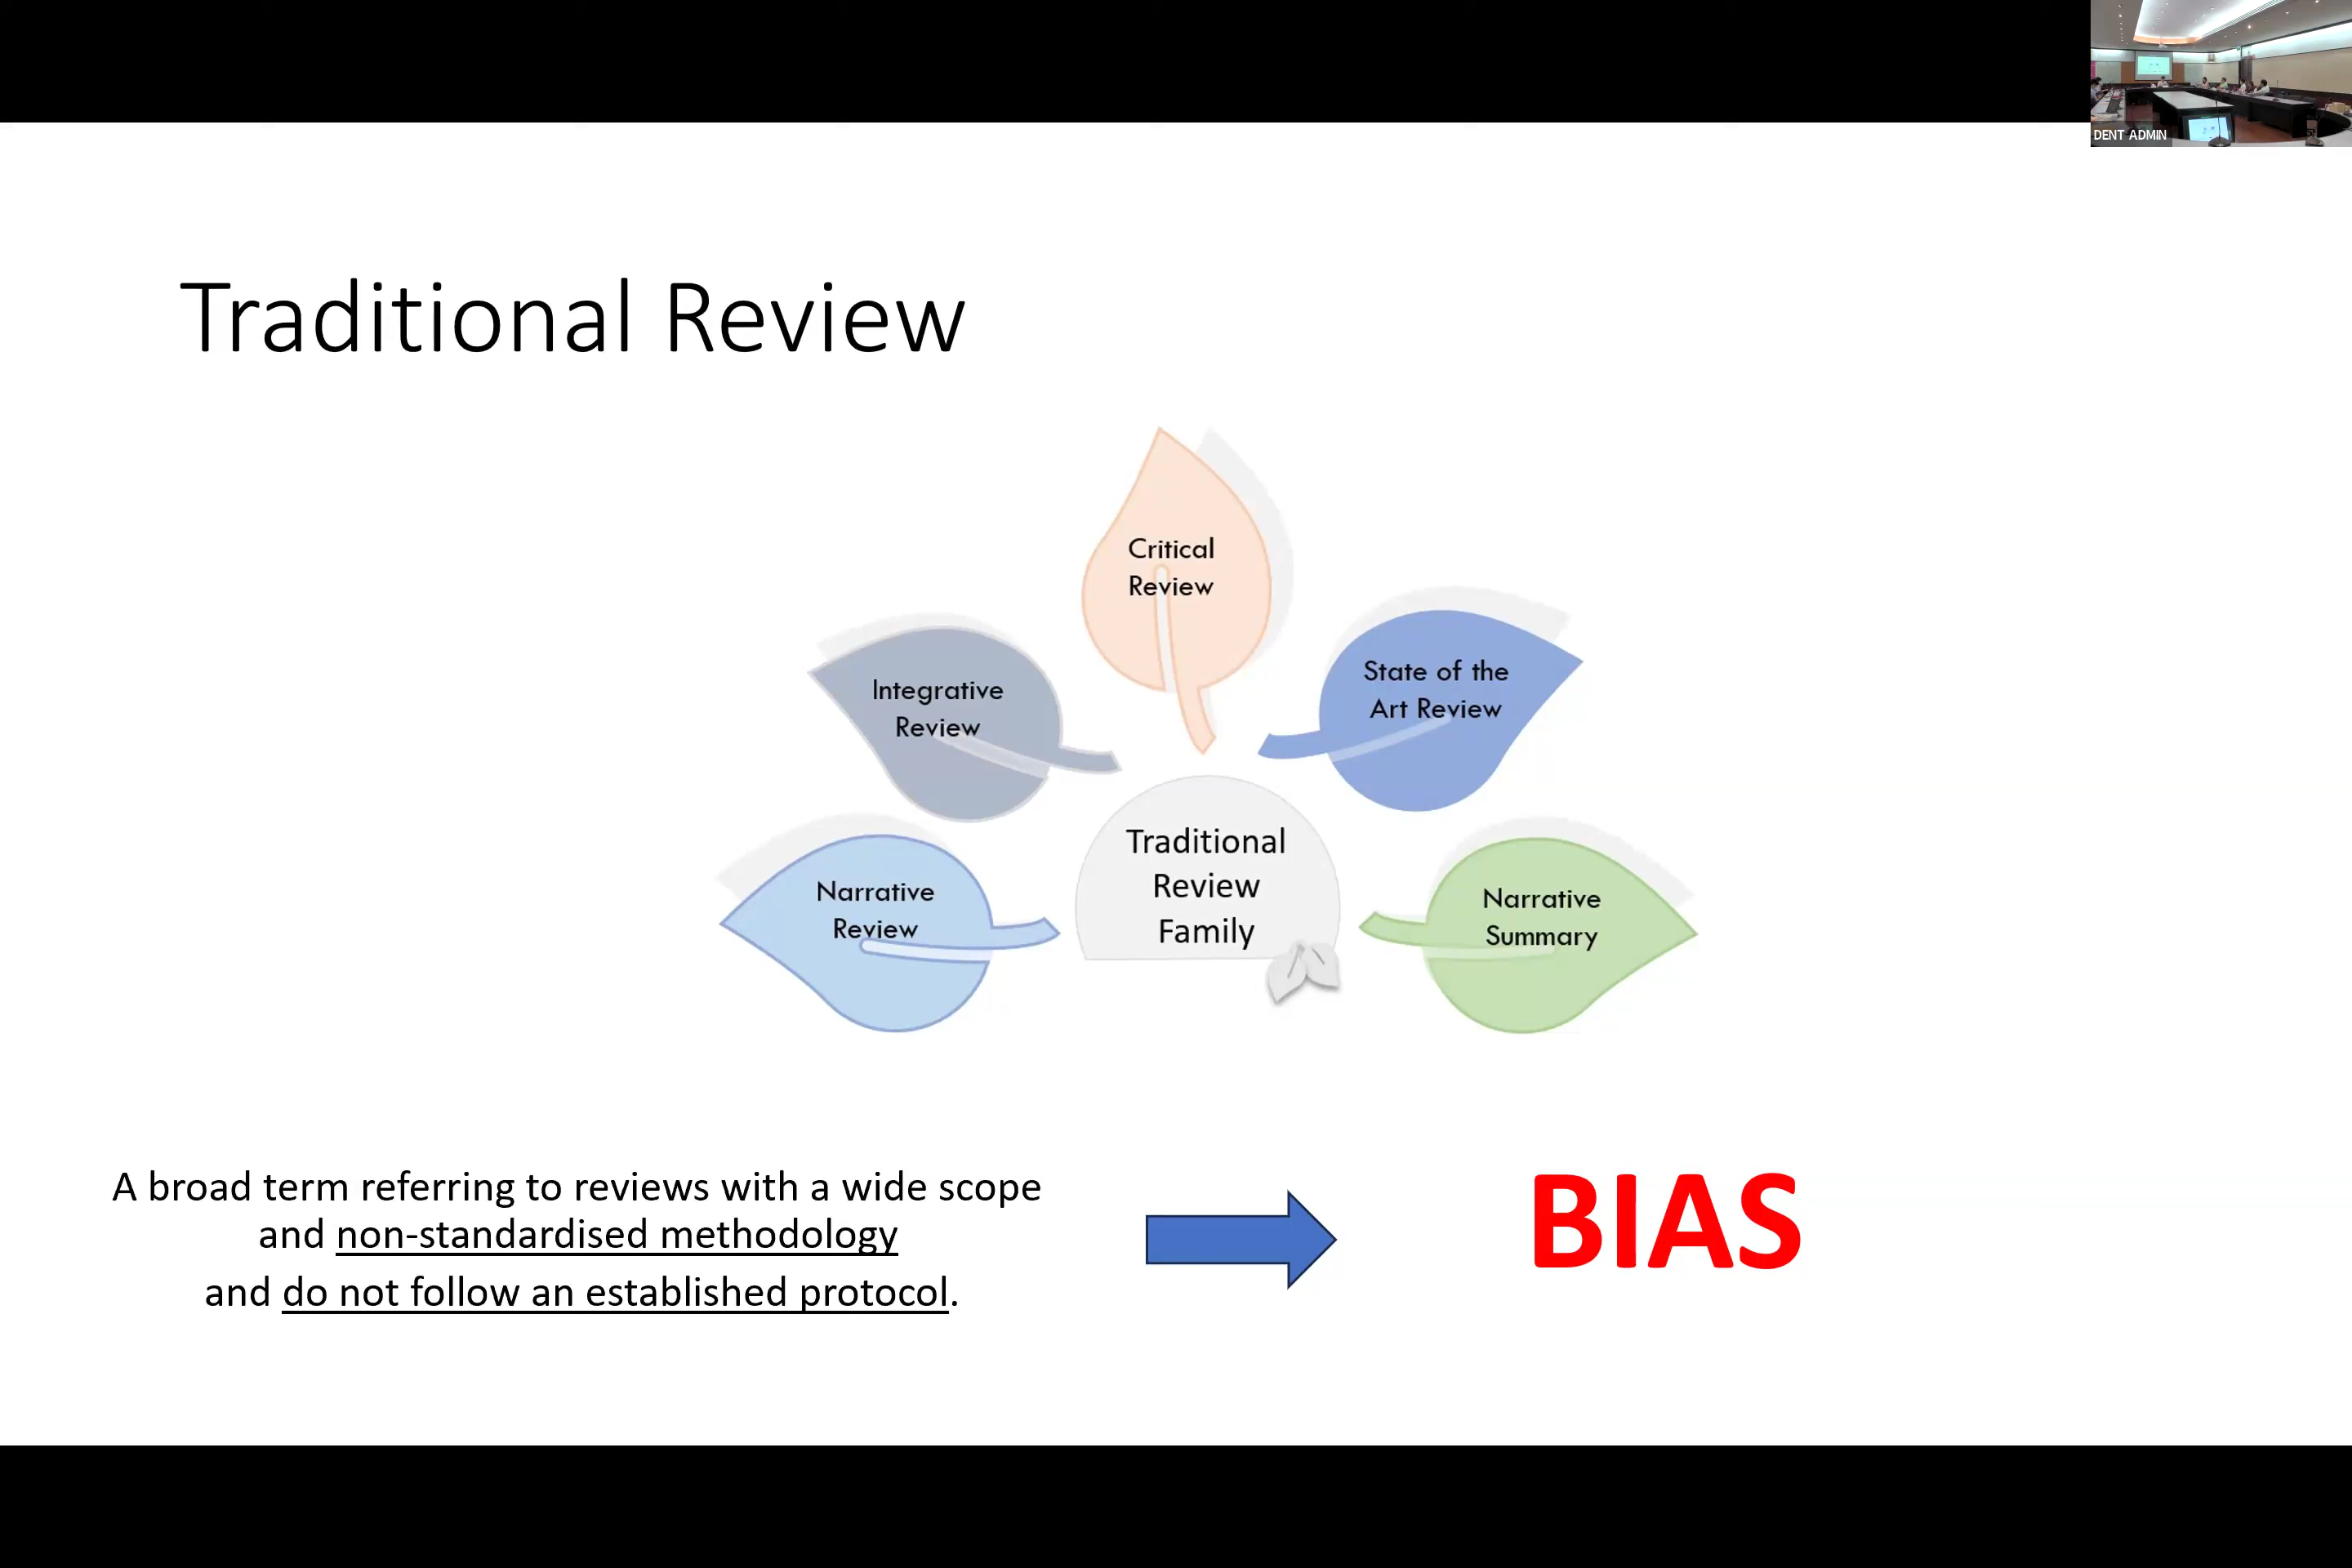 DENT ADMIN
Traditional Review
Critical
Review
State of the
Art Review
Integrative
Review
Traditional
Review
Family
Narrative
Review
Narrative
Summary
A broad term referring to reviews with a wide scope
and non-standardised methodology
and do not follow an established protocol.
BIAS